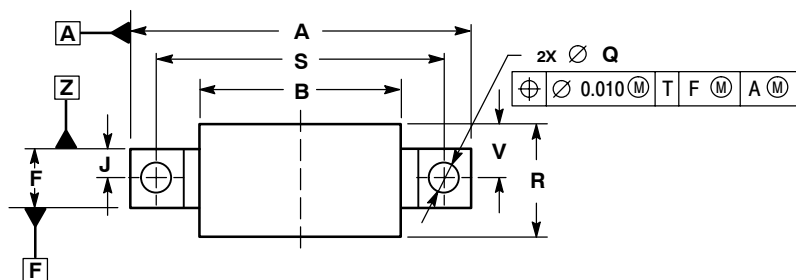 A
A
S
2X ∅ Q
B
⌖ ∅ 0.010 Ⓜ T F Ⓜ A Ⓜ
Z
V
J
F
R
F